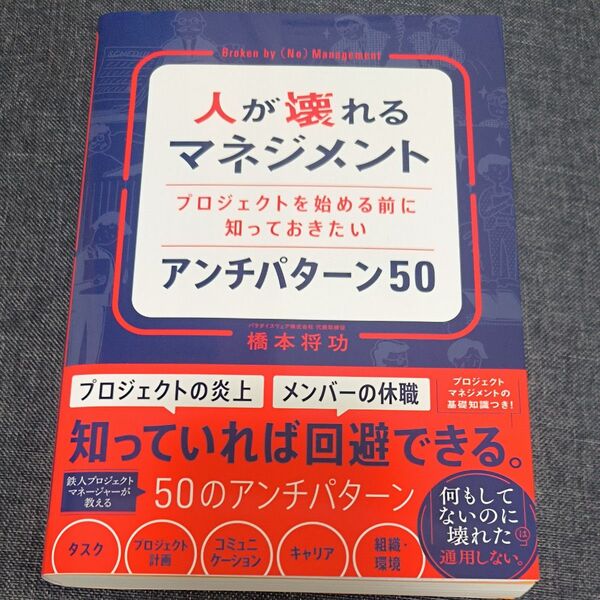 Broken by (No) Management
人が壊れる
マネジメント
プロジェクトを始める前に
知っておきたい
アンチパターン50
パラダイスウェア株式会社 代表取締役
橋本将功
プロジェクトの炎上
メンバーの休職
プロジェクト
マネジメントの
基礎知識つき!
知っていれば回避できる。
鉄人プロジェクト
マネージャーが
教える
50のアンチパターン
何もして
ないのに
壊れた
は
通用しない。
タスク
プロジェクト
計画
コミュニ
ケーション
キャリア
組織・
環境